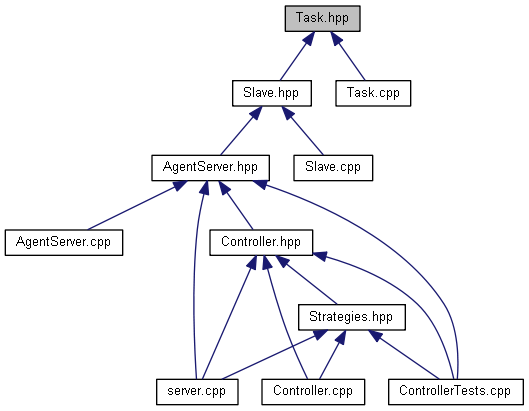 Task.hpp
Slave.hpp
Task.cpp
AgentServer.hpp
Slave.cpp
AgentServer.cpp
Controller.hpp
Strategies.hpp
server.cpp
Controller.cpp
ControllerTests.cpp